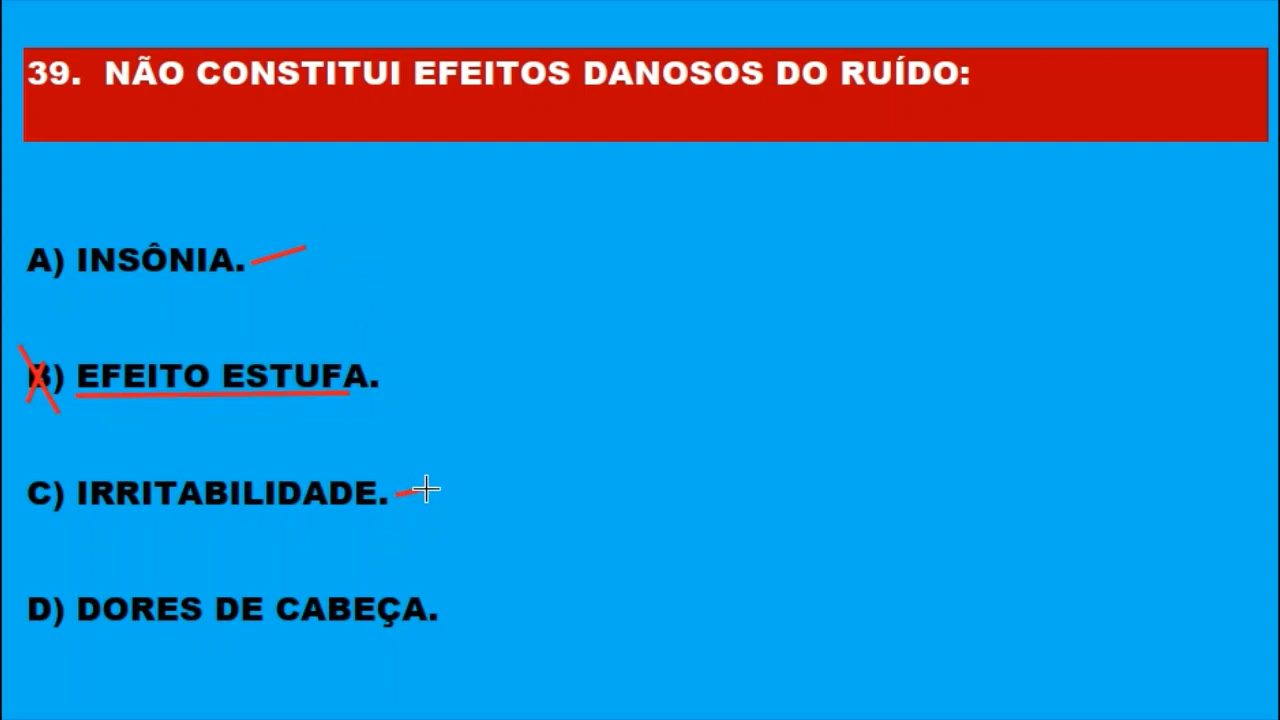 39. NÃO CONSTITUI EFEITOS DANOSOS DO RUÍDO:
A) INSÔNIA.
B) EFEITO ESTUFA.
C) IRRITABILIDADE.
D) DORES DE CABEÇA.